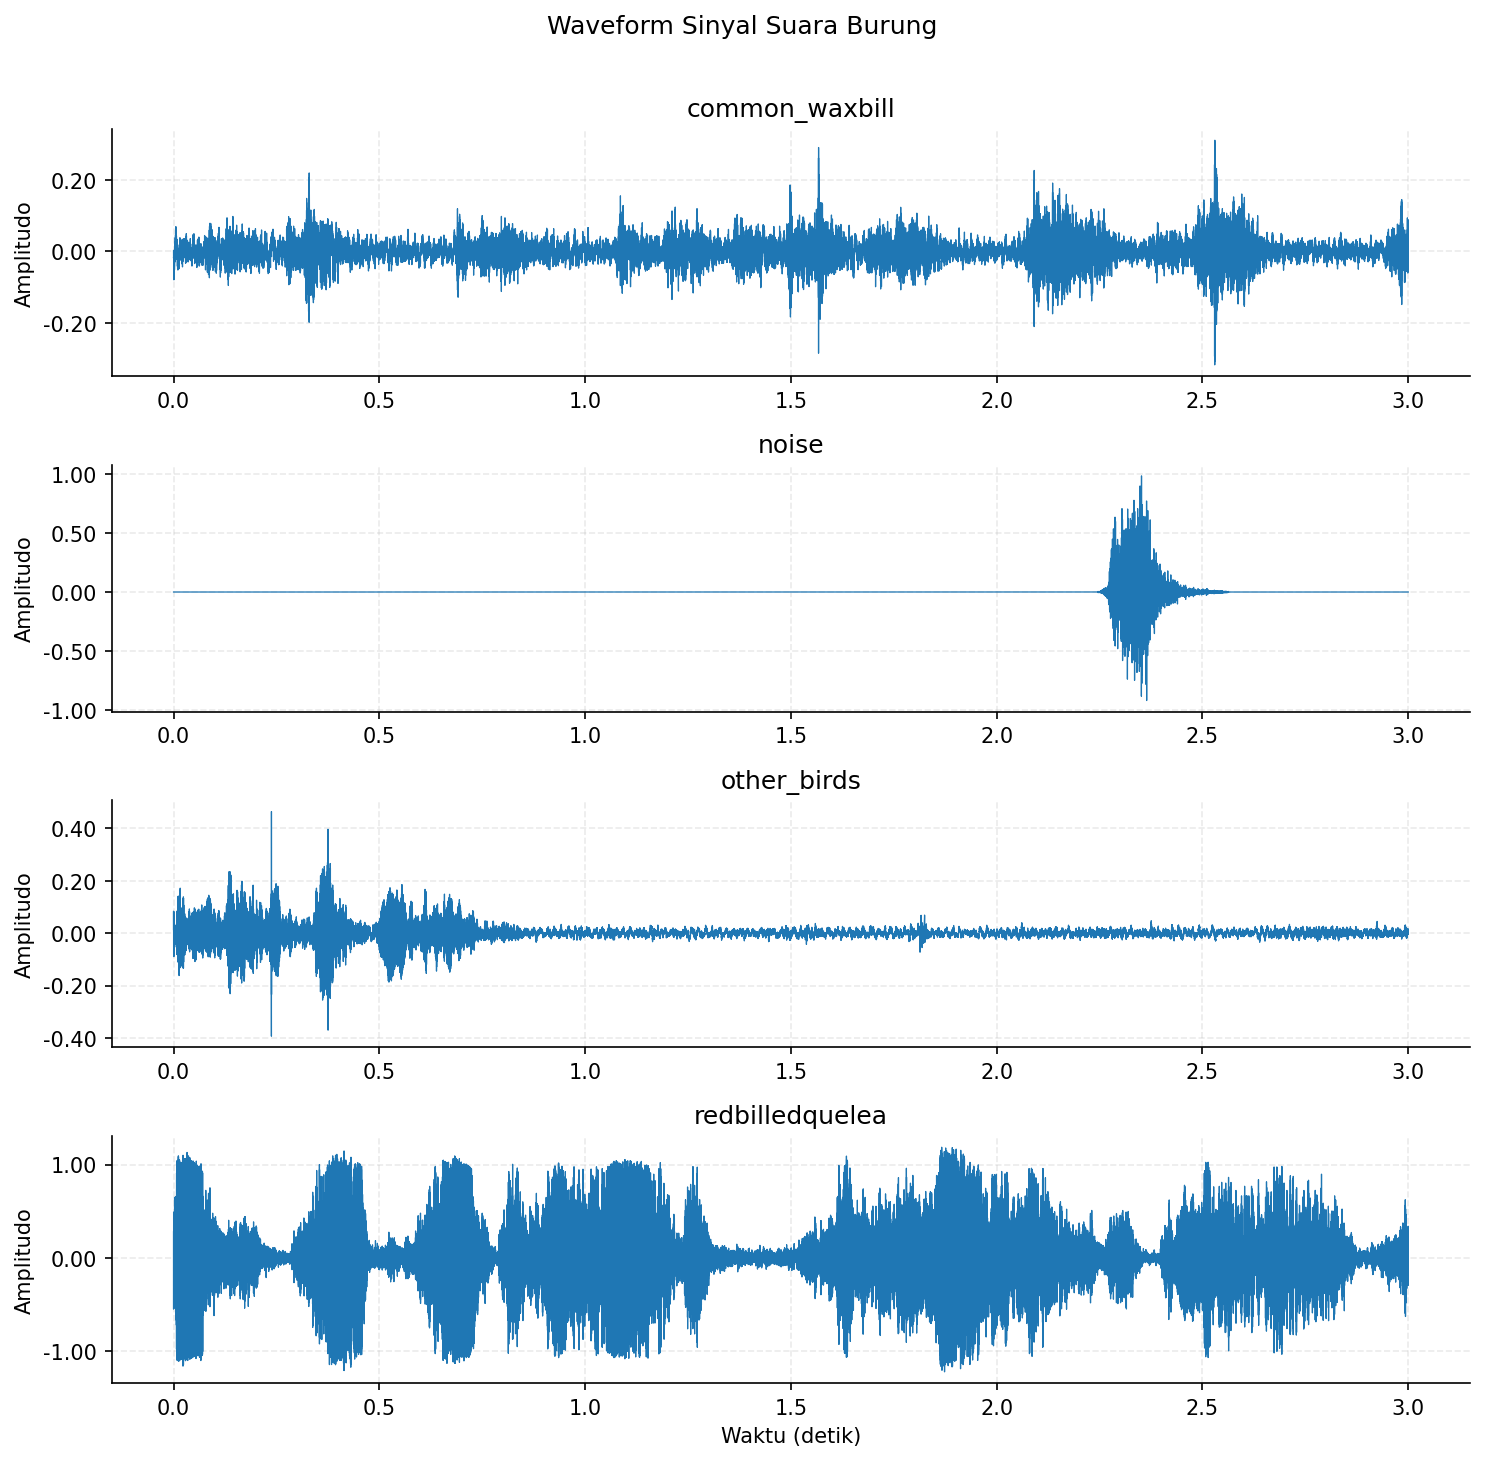 Waveform Sinyal Suara Burung
common_waxbill
0.20
0.00
-0.20
Amplitudo
0.0 0.5 1.0 1.5 2.0 2.5 3.0
noise
1.00
0.50
0.00
-0.50
-1.00
Amplitudo
0.0 0.5 1.0 1.5 2.0 2.5 3.0
other_birds
0.40
0.20
0.00
-0.20
-0.40
Amplitudo
0.0 0.5 1.0 1.5 2.0 2.5 3.0
redbilledquelea
1.00
0.00
-1.00
Amplitudo
0.0 0.5 1.0 1.5 2.0 2.5 3.0
Waktu (detik)